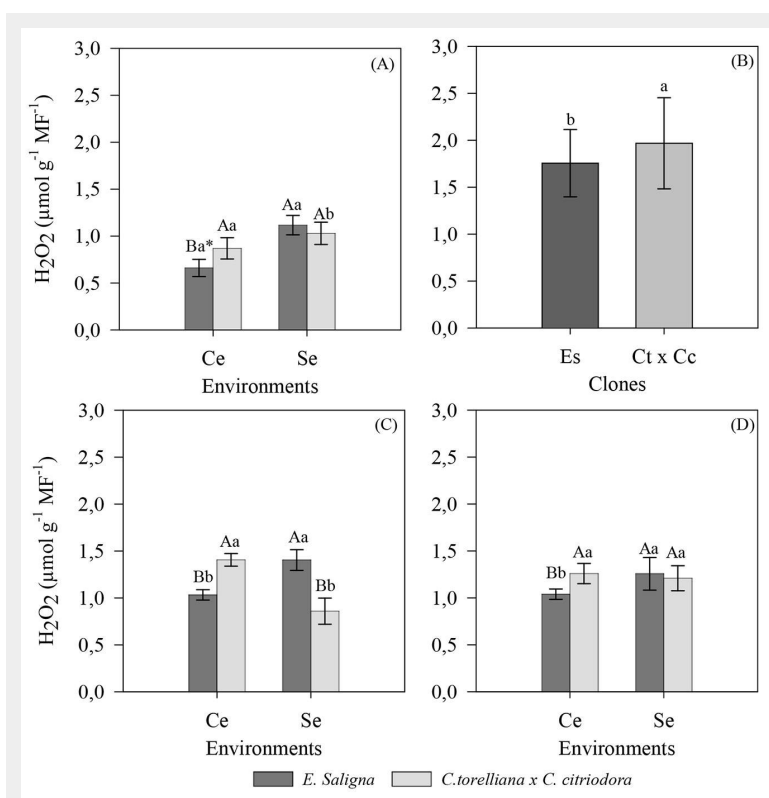 (A)
3,0
2,5
2,0
1,5
1,0
0,5
0,0
H₂O₂ (μmol g⁻¹ MF⁻¹)
Ba*
Aa
Aa
Ab
Ce
Se
Environments
(B)
3,0
2,5
2,0
1,5
1,0
0,5
0,0
b
a
Es
Ct x Cc
Clones
(C)
3,0
2,5
2,0
1,5
1,0
0,5
0,0
H₂O₂ (μmol g⁻¹ MF⁻¹)
Bb
Aa
Aa
Bb
Ce
Se
Environments
(D)
3,0
2,5
2,0
1,5
1,0
0,5
0,0
Bb
Aa
Aa
Aa
Ce
Se
Environments
E. Saligna
C.torelliana x C. citriodora